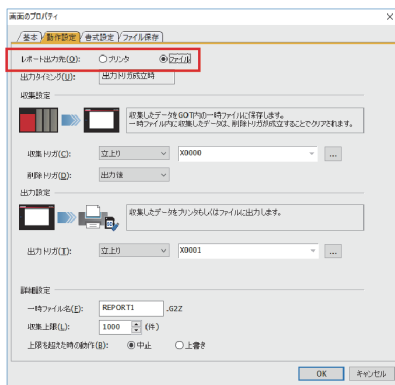 画面のプロパティ
基本 動作設定 書式設定 ファイル保存
レポート出力先(O): プリンタ ファイル
出力タイミング(U): 出力トリガ成立時
収集設定
収集したデータをGOT内の一時ファイルに保存します。
一時ファイル内に収集したデータは、削除トリガが成立することでクリアされます。
収集トリガ(C): 立上り X0000 ...
削除トリガ(D): 出力後
出力設定
収集したデータをプリンタもしくはファイルに出力します。
出力トリガ(T): 立上り X0001 ...
詳細設定
一時ファイル名(F): REPORT1 .G2Z
収集上限(L): 1000 (件)
上限を超えた時の動作(B): 中止 上書き
OK キャンセル